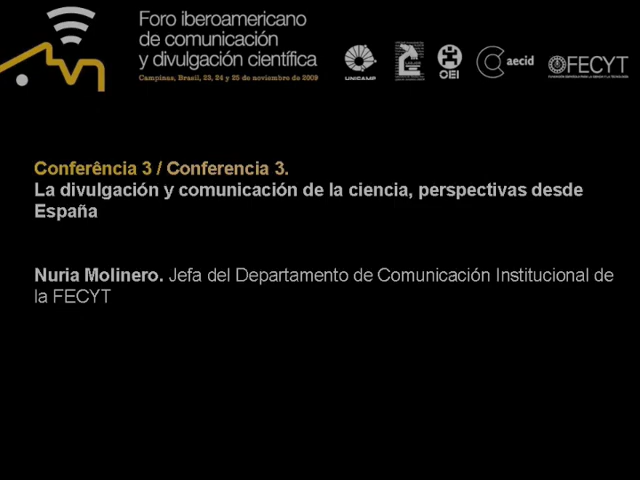 Foro iberoamericano
de comunicación
y divulgación científica
Campinas, Brasil, 23, 24 y 25 de noviembre de 2009
UNICAMP
OEI
aecid
FECYT
Conferência 3 / Conferencia 3.
La divulgación y comunicación de la ciencia, perspectivas desde
España
Nuria Molinero. Jefa del Departamento de Comunicación Institucional de
la FECYT